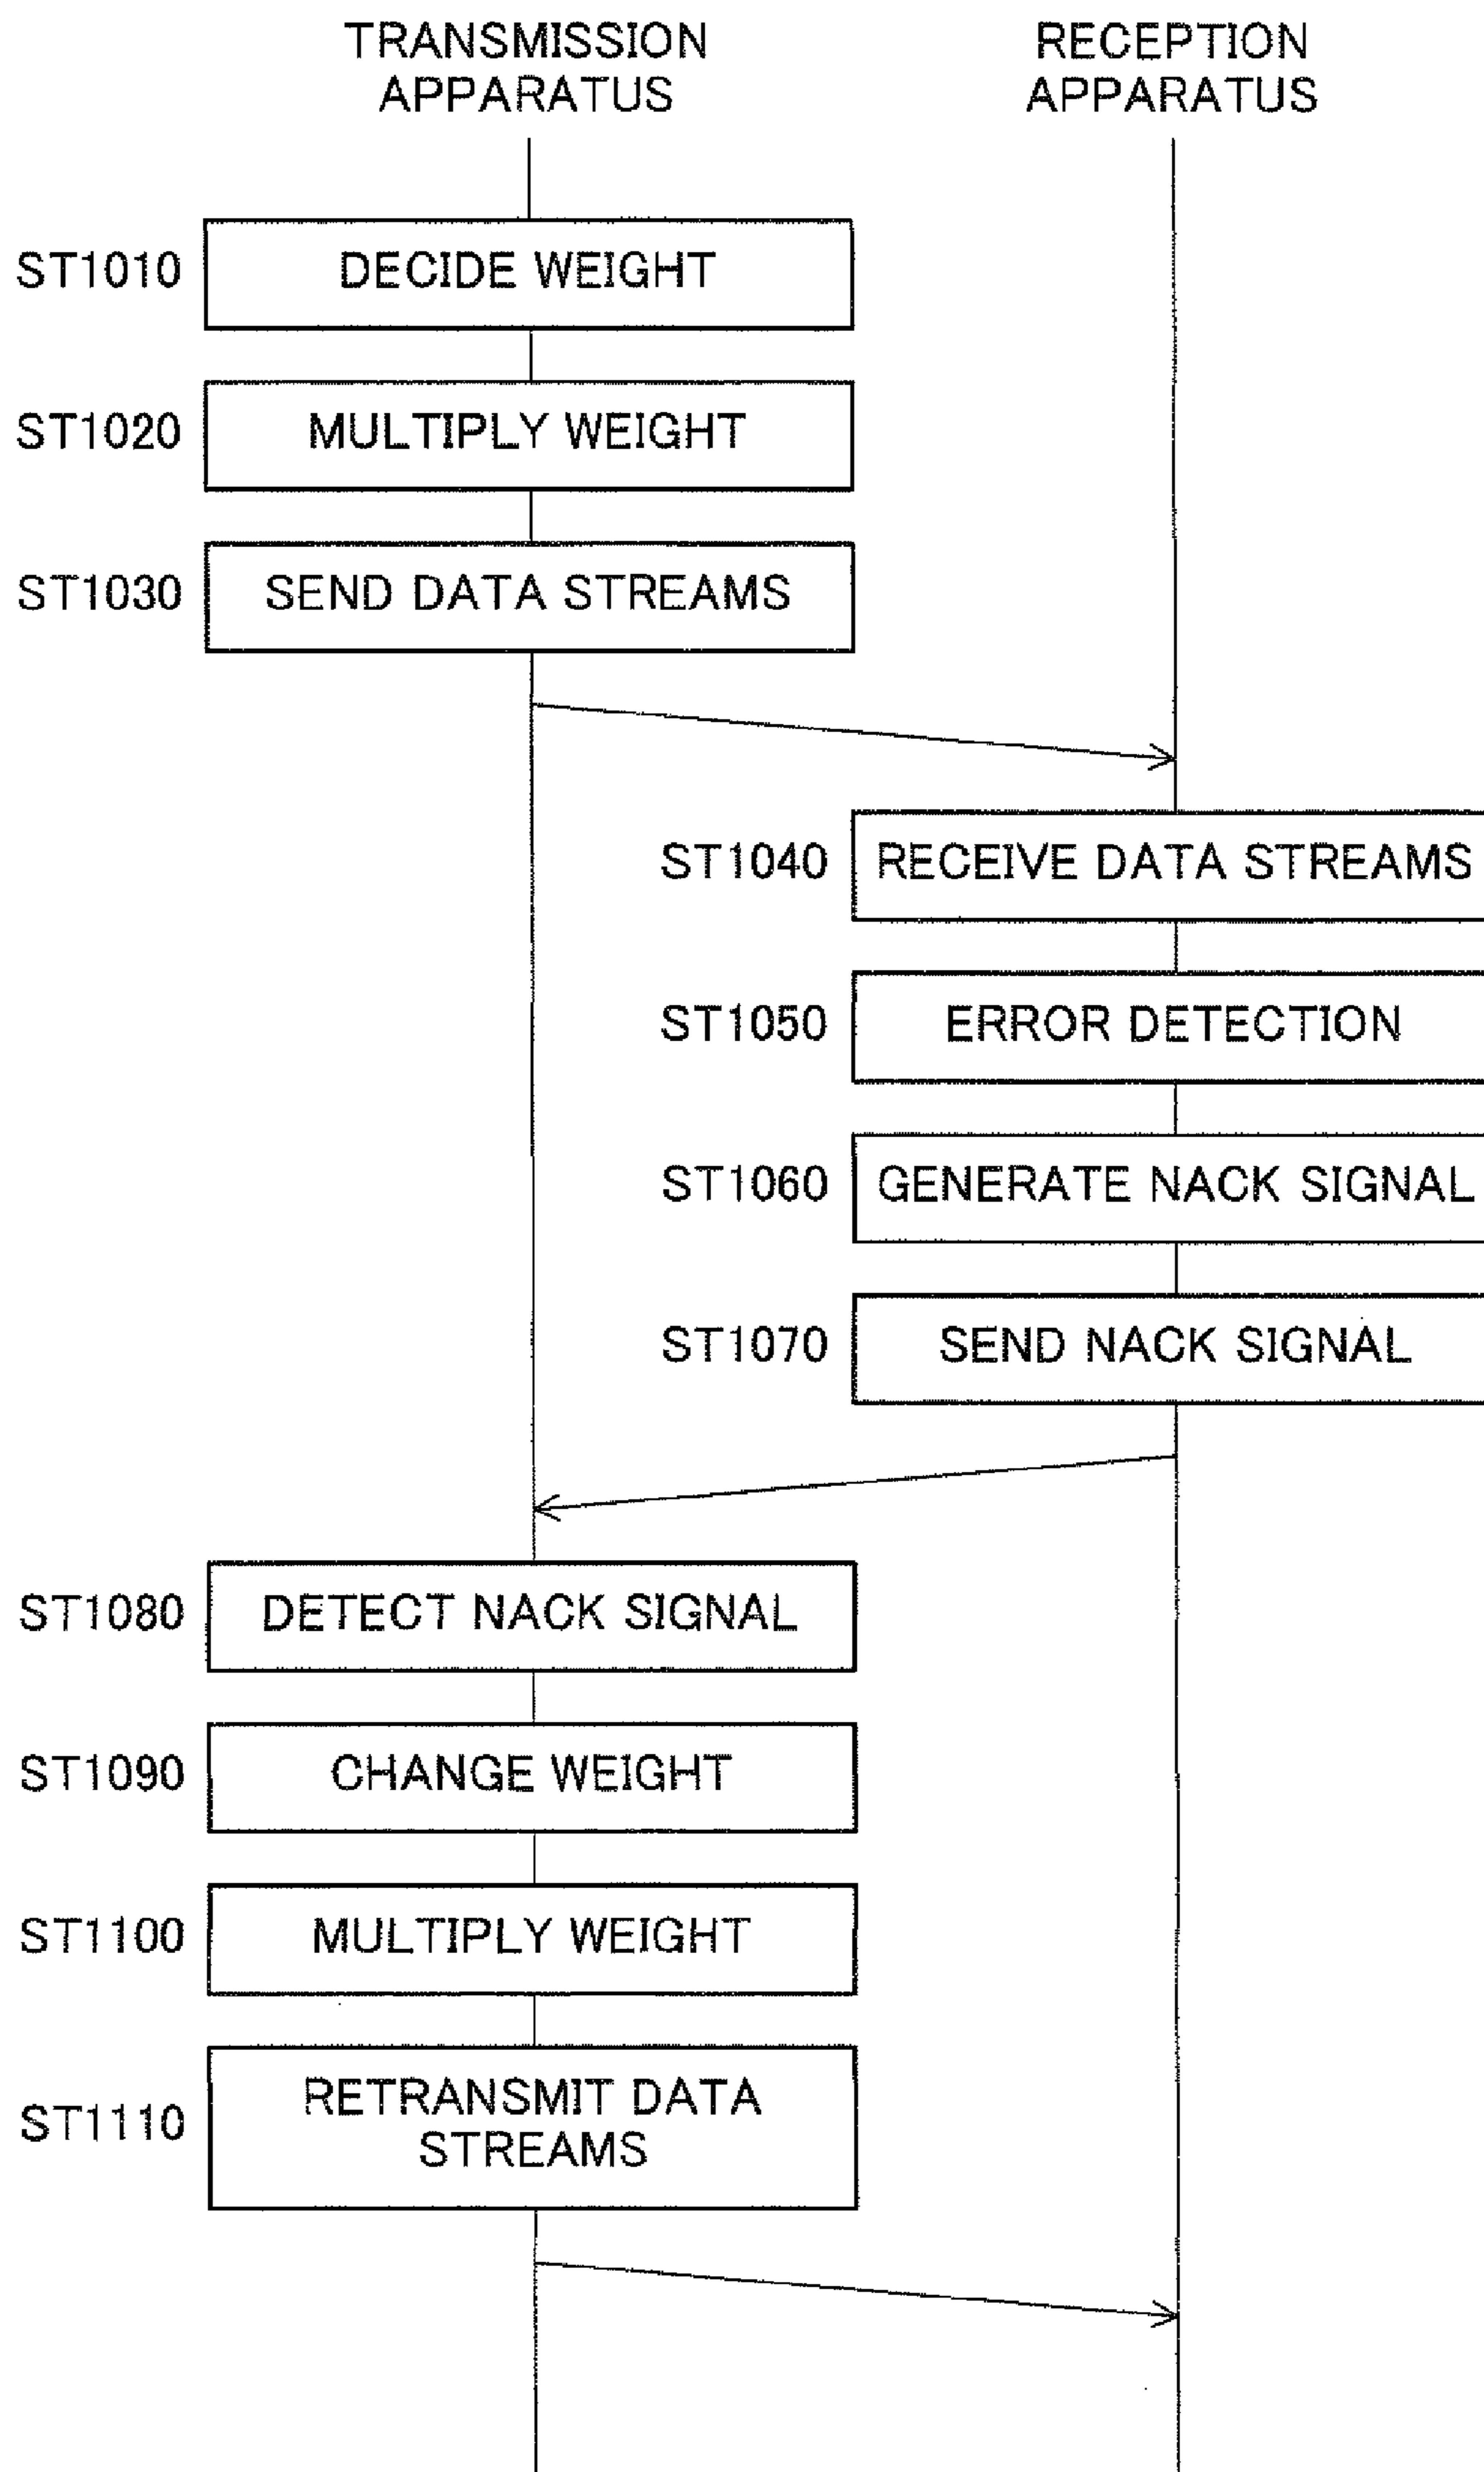 TRANSMISSION
APPARATUS
RECEPTION
APPARATUS
ST1010
DECIDE WEIGHT
ST1020
MULTIPLY WEIGHT
ST1030
SEND DATA STREAMS
ST1040
RECEIVE DATA STREAMS
ST1050
ERROR DETECTION
ST1060
GENERATE NACK SIGNAL
ST1070
SEND NACK SIGNAL
ST1080
DETECT NACK SIGNAL
ST1090
CHANGE WEIGHT
ST1100
MULTIPLY WEIGHT
ST1110
RETRANSMIT DATA
STREAMS